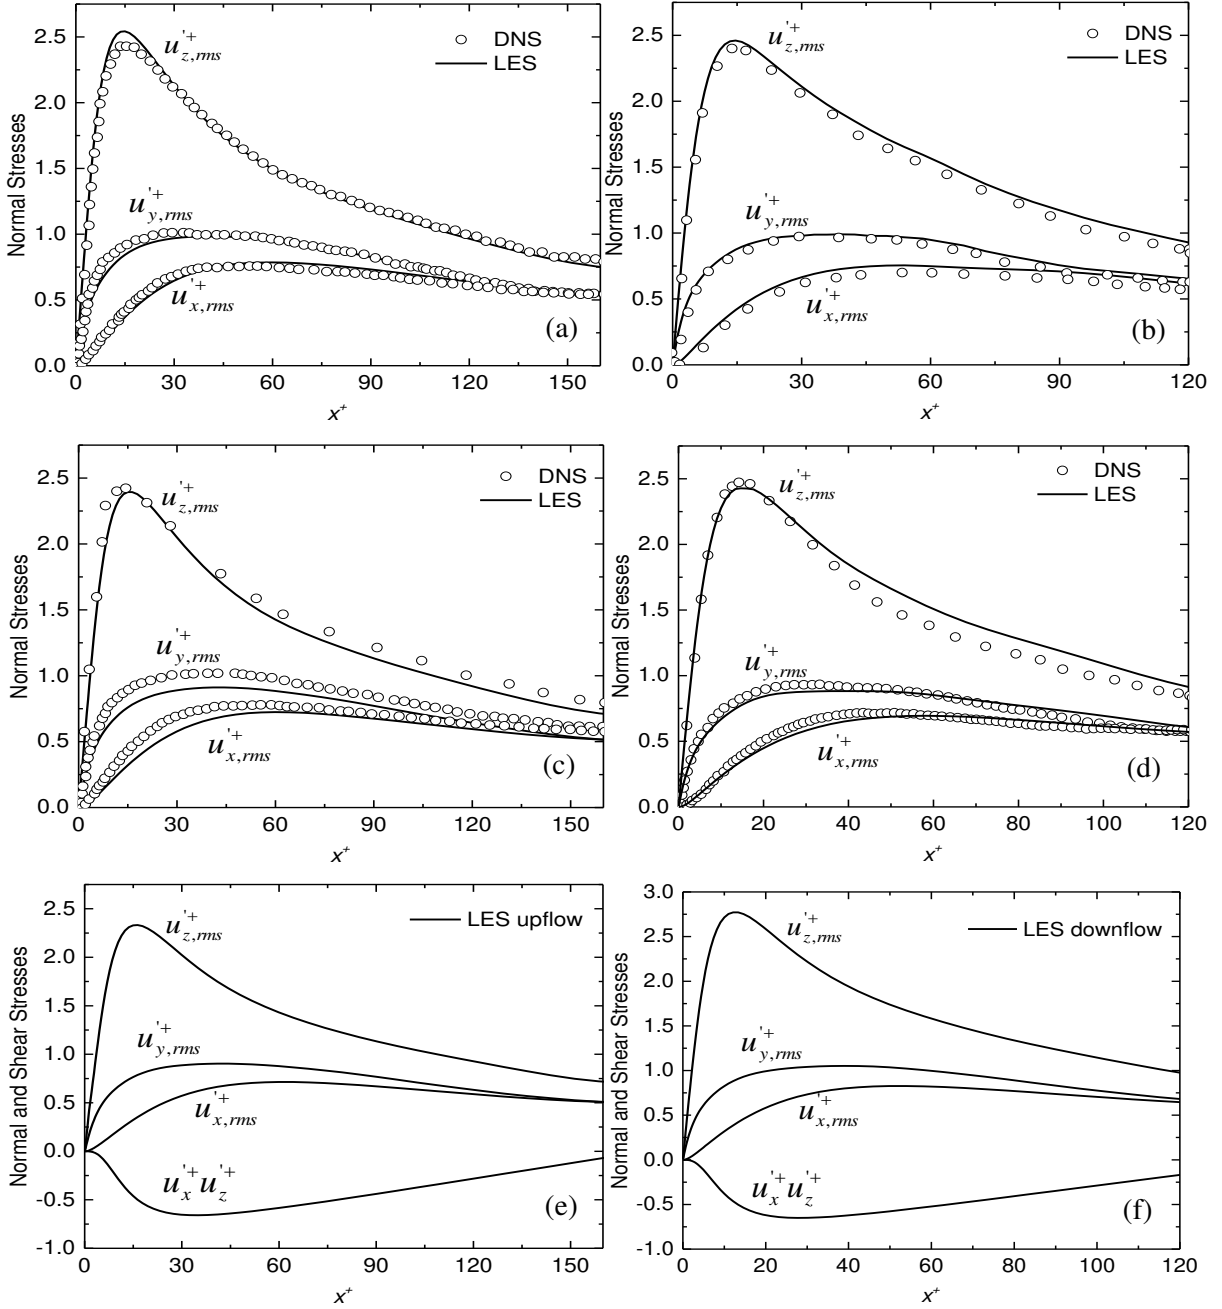 Normal Stresses
2.5
2.0
1.5
1.0
0.5
0.0
0 30 60 90 120 150
x⁺
u'⁺z,rms
u'⁺y,rms
u'⁺x,rms
DNS
LES
(a)
Normal Stresses
2.5
2.0
1.5
1.0
0.5
0.0
0 30 60 90 120
x⁺
u'⁺z,rms
u'⁺y,rms
u'⁺x,rms
DNS
LES
(b)
Normal Stresses
2.5
2.0
1.5
1.0
0.5
0.0
0 30 60 90 120 150
x⁺
u'⁺z,rms
u'⁺y,rms
u'⁺x,rms
DNS
LES
(c)
Normal Stresses
2.5
2.0
1.5
1.0
0.5
0.0
0 20 40 60 80 100 120
x⁺
u'⁺z,rms
u'⁺y,rms
u'⁺x,rms
DNS
LES
(d)
Normal and Shear Stresses
2.5
2.0
1.5
1.0
0.5
0.0
-0.5
-1.0
0 30 60 90 120 150
x⁺
u'⁺z,rms
u'⁺y,rms
u'⁺x,rms
u'⁺x u'⁺z
LES upflow
(e)
Normal and Shear Stresses
3.0
2.5
2.0
1.5
1.0
0.5
0.0
-0.5
-1.0
0 20 40 60 80 100 120
x⁺
u'⁺z,rms
u'⁺y,rms
u'⁺x,rms
u'⁺x u'⁺z
LES downflow
(f)